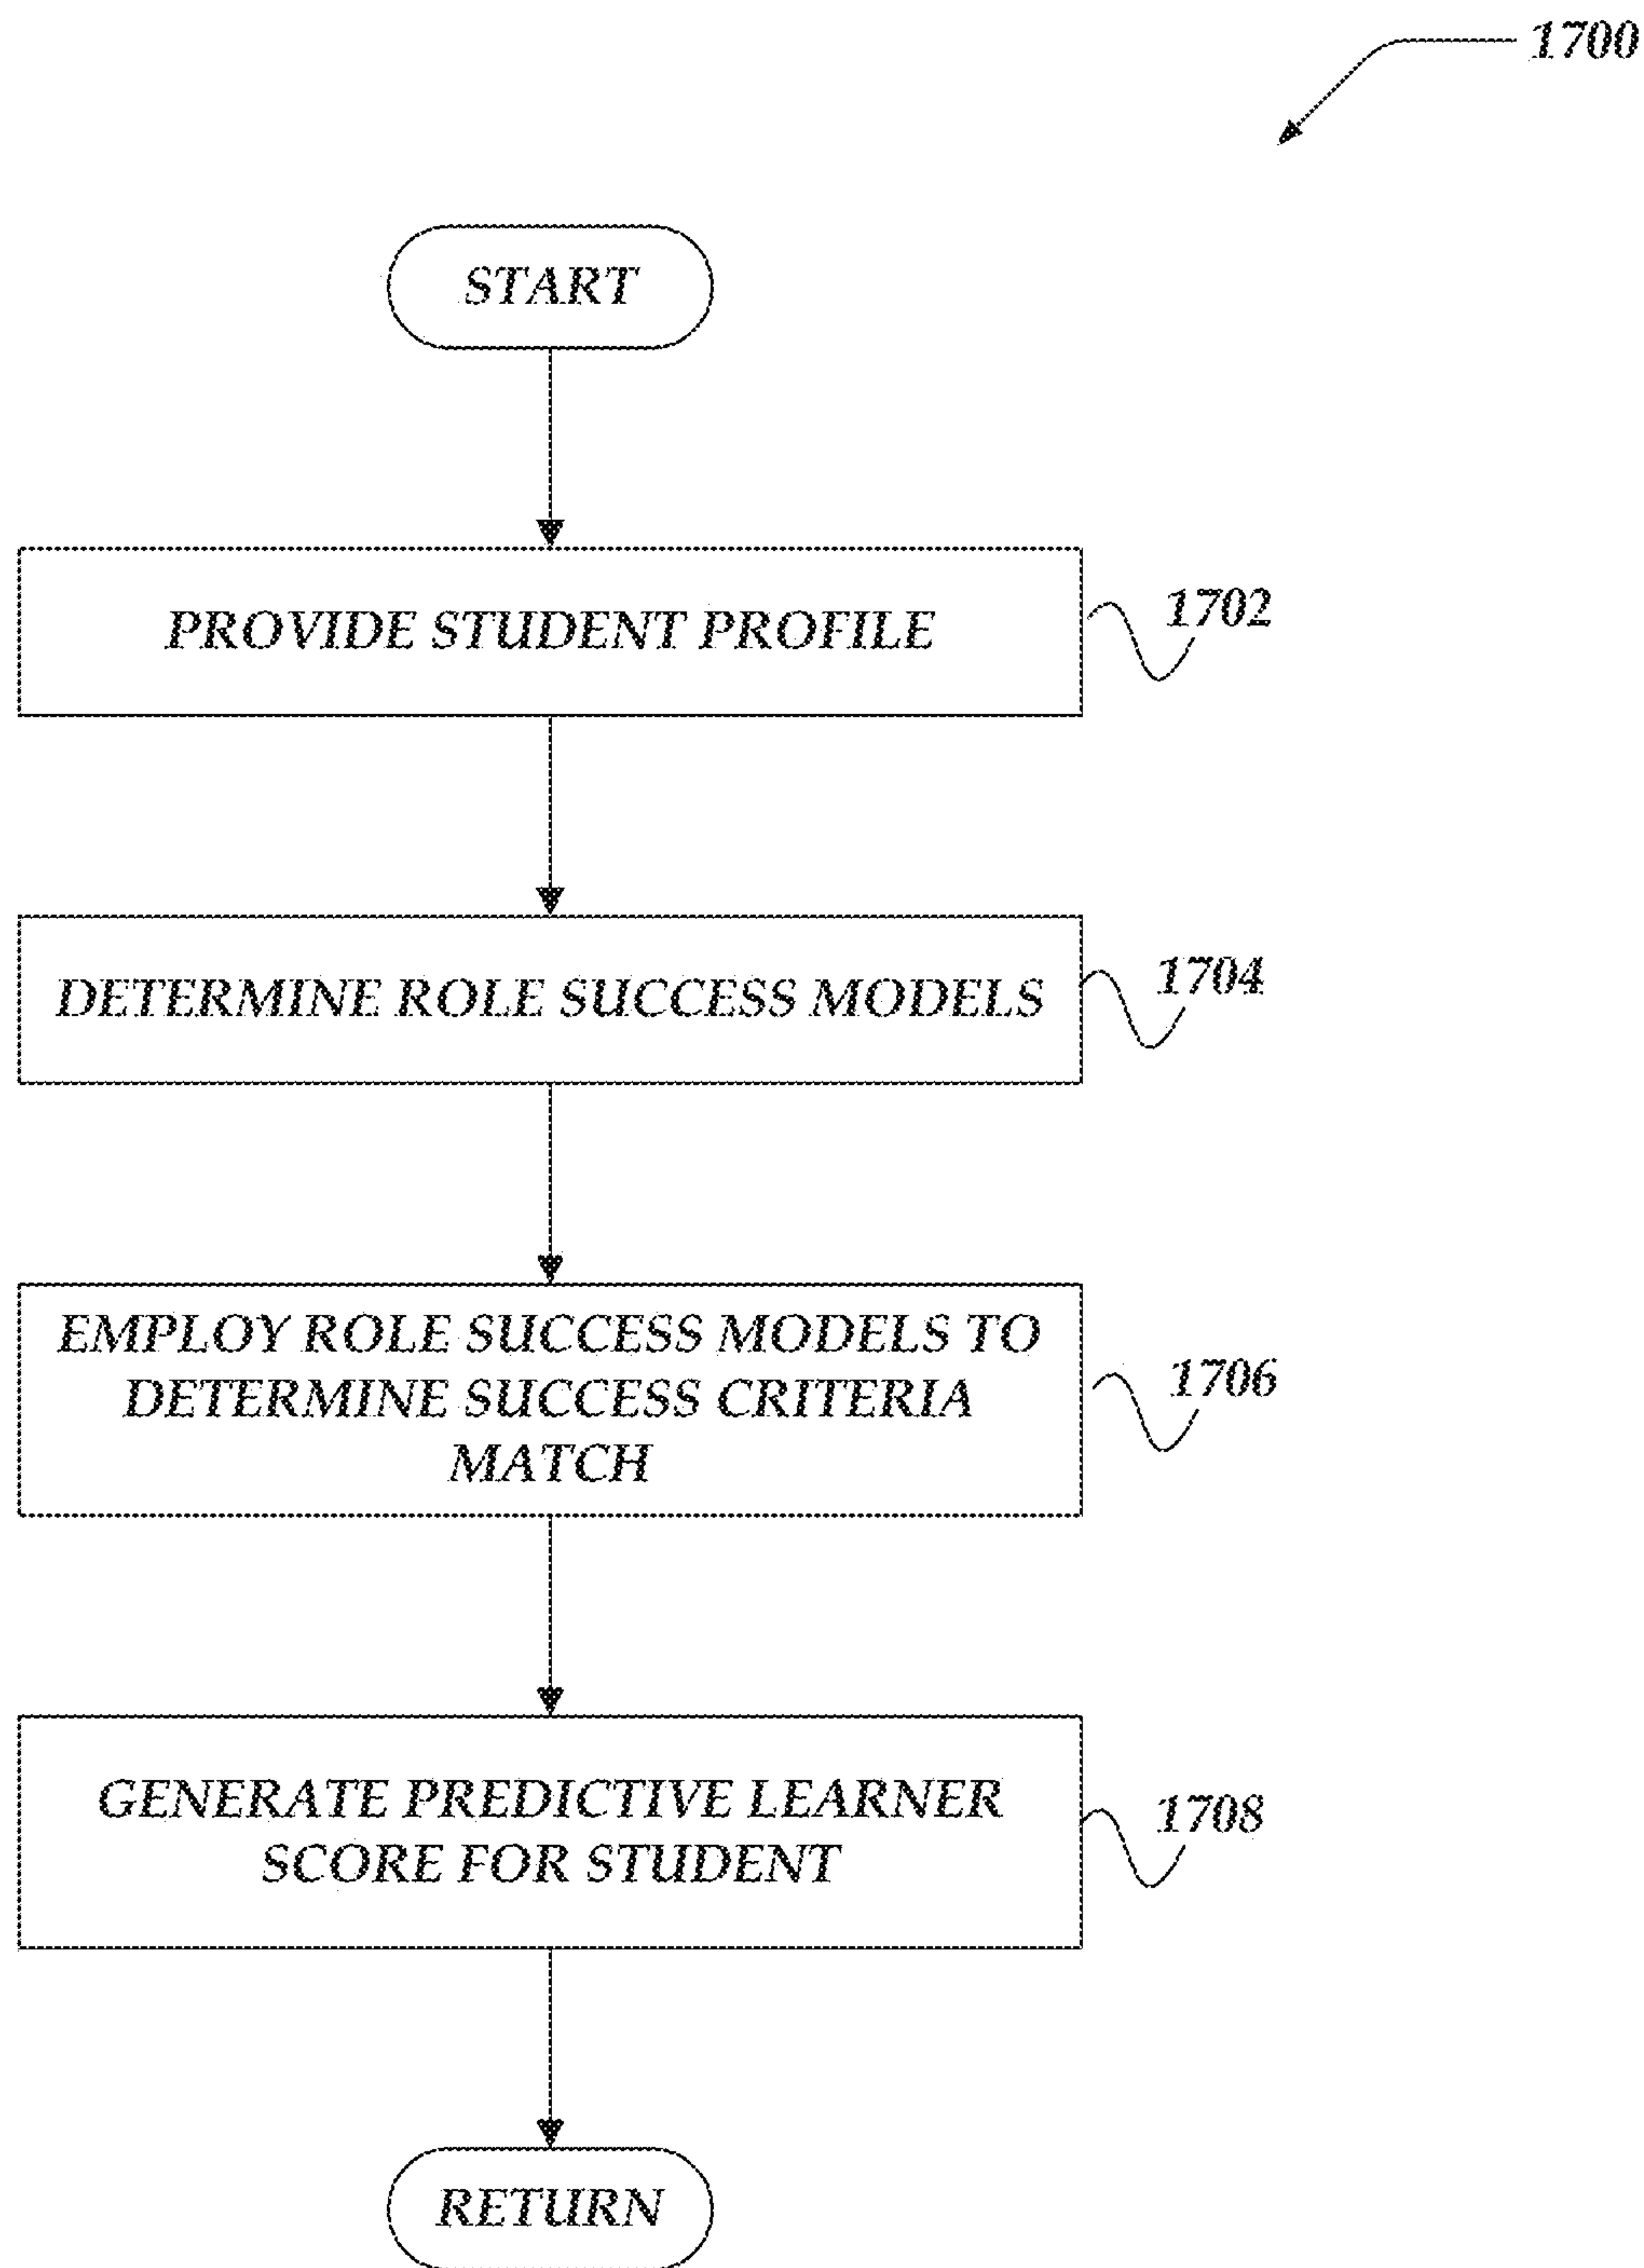 1700
START
PROVIDE STUDENT PROFILE
1702
DETERMINE ROLE SUCCESS MODELS
1704
EMPLOY ROLE SUCCESS MODELS TO
DETERMINE SUCCESS CRITERIA
MATCH
1706
GENERATE PREDICTIVE LEARNER
SCORE FOR STUDENT
1708
RETURN